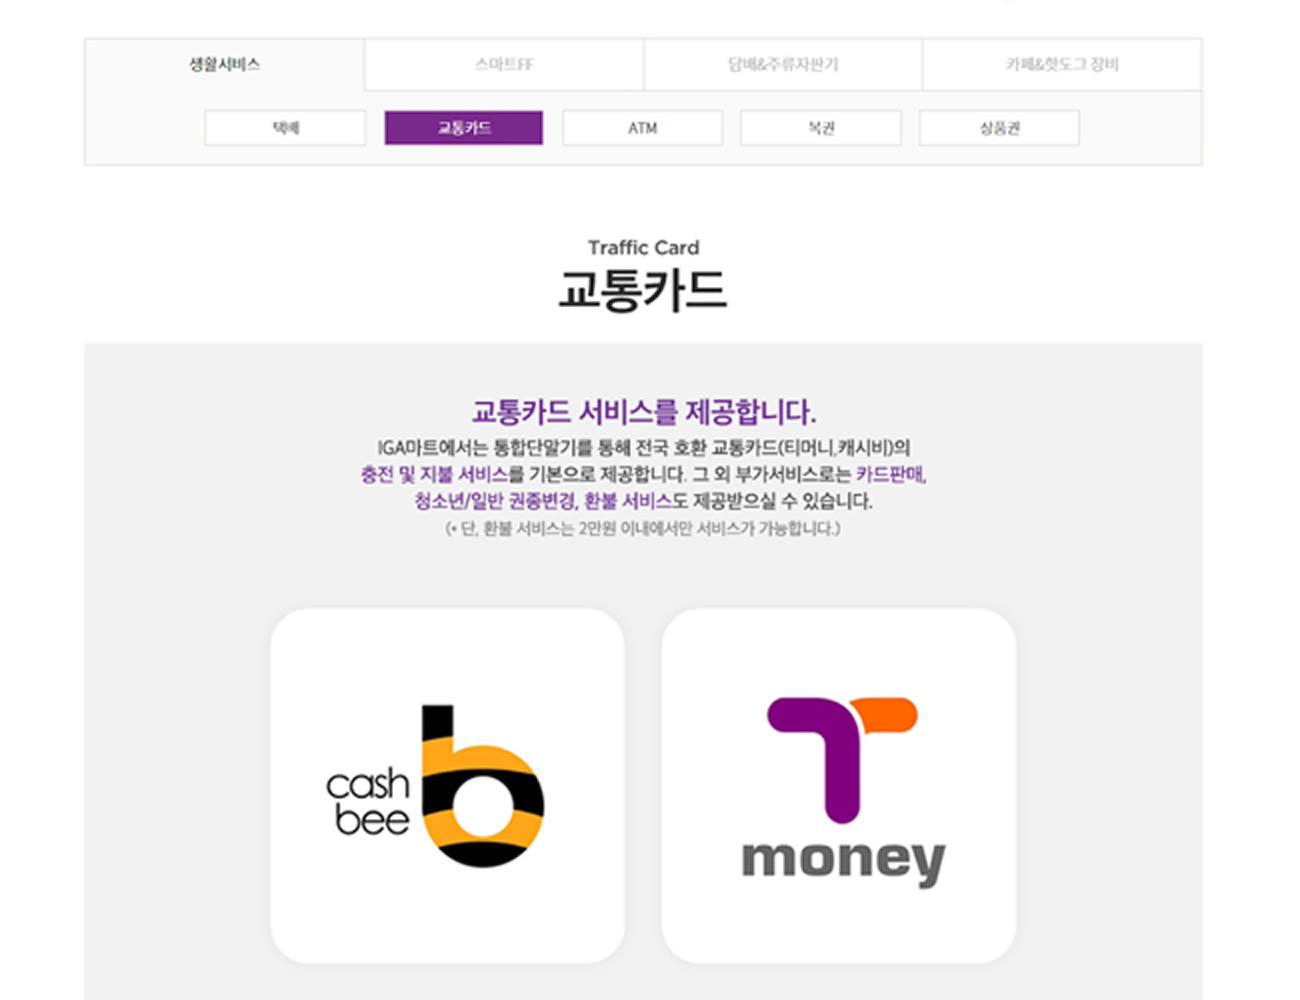 생활서비스 스마트FF 담배&주류자판기 카페&핫도그 장비
택배 교통카드 ATM 복권 상품권
Traffic Card
교통카드
교통카드 서비스를 제공합니다.
IGA마트에서는 통합단말기를 통해 전국 호환 교통카드(티머니,캐시비)의
충전 및 지불 서비스를 기본으로 제공합니다. 그 외 부가서비스로는 카드판매,
청소년/일반 권종변경, 환불 서비스도 제공받으실 수 있습니다.
(* 단, 환불 서비스는 2만원 이내에서만 서비스가 가능합니다.)
cash
bee
b
T
money